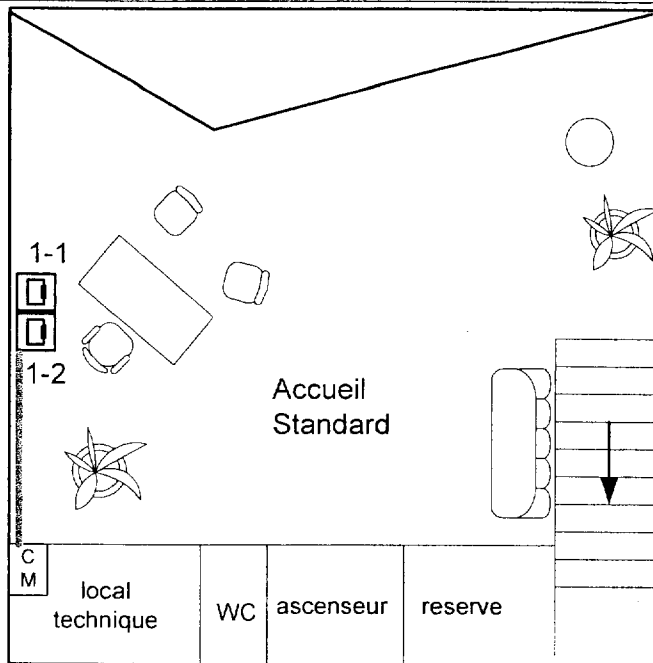 1-1
1-2
Accueil
Standard
C
M
local
technique
WC
ascenseur
reserve